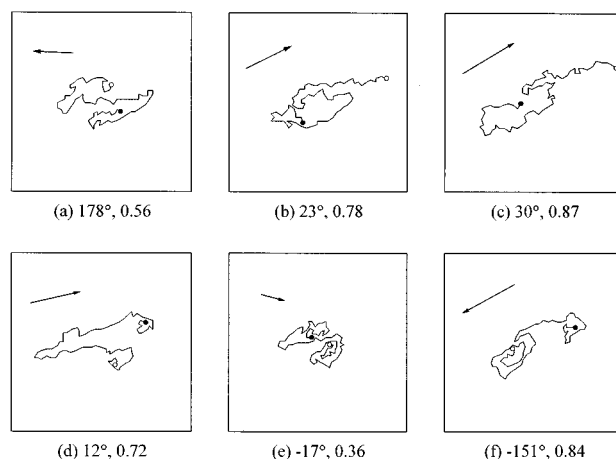 (a) 178°, 0.56
(b) 23°, 0.78
(c) 30°, 0.87
(d) 12°, 0.72
(e) -17°, 0.36
(f) -151°, 0.84